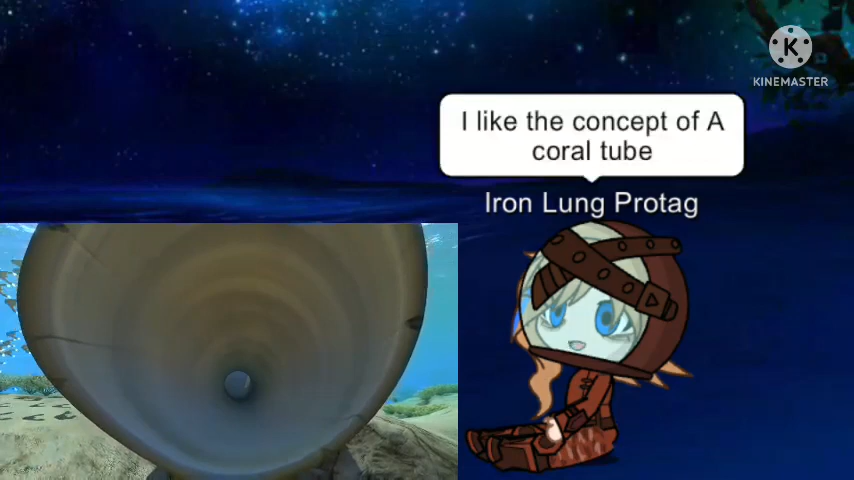 KINEMASTER
I like the concept of A
coral tube
Iron Lung Protag